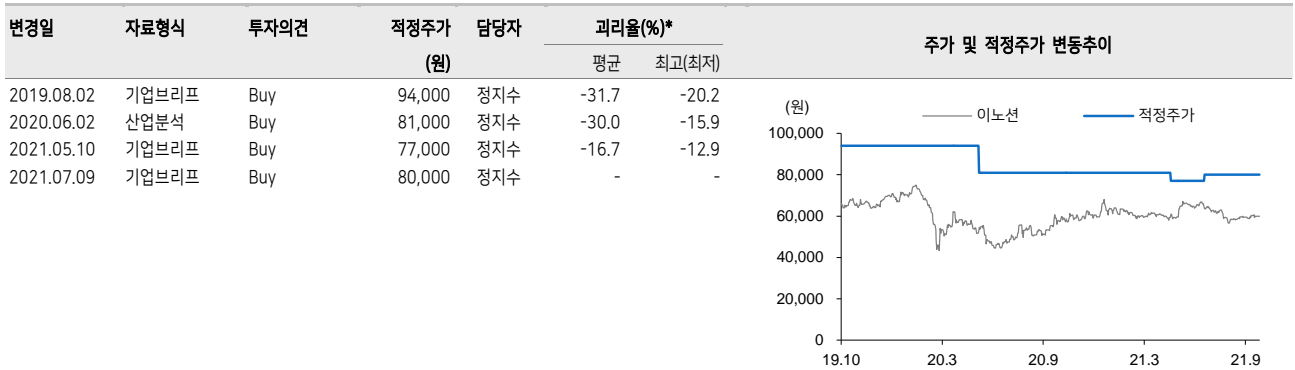 변경일 자료형식 투자의견 적정주가 담당자 괴리율(%)*
(원) 평균 최고(최저)
2019.08.02 기업브리프 Buy 94,000 정지수 -31.7 -20.2
2020.06.02 산업분석 Buy 81,000 정지수 -30.0 -15.9
2021.05.10 기업브리프 Buy 77,000 정지수 -16.7 -12.9
2021.07.09 기업브리프 Buy 80,000 정지수 - -
주가 및 적정주가 변동추이
(원)
이노션 적정주가
100,000
80,000
60,000
40,000
20,000
0
19.10 20.3 20.9 21.3 21.9